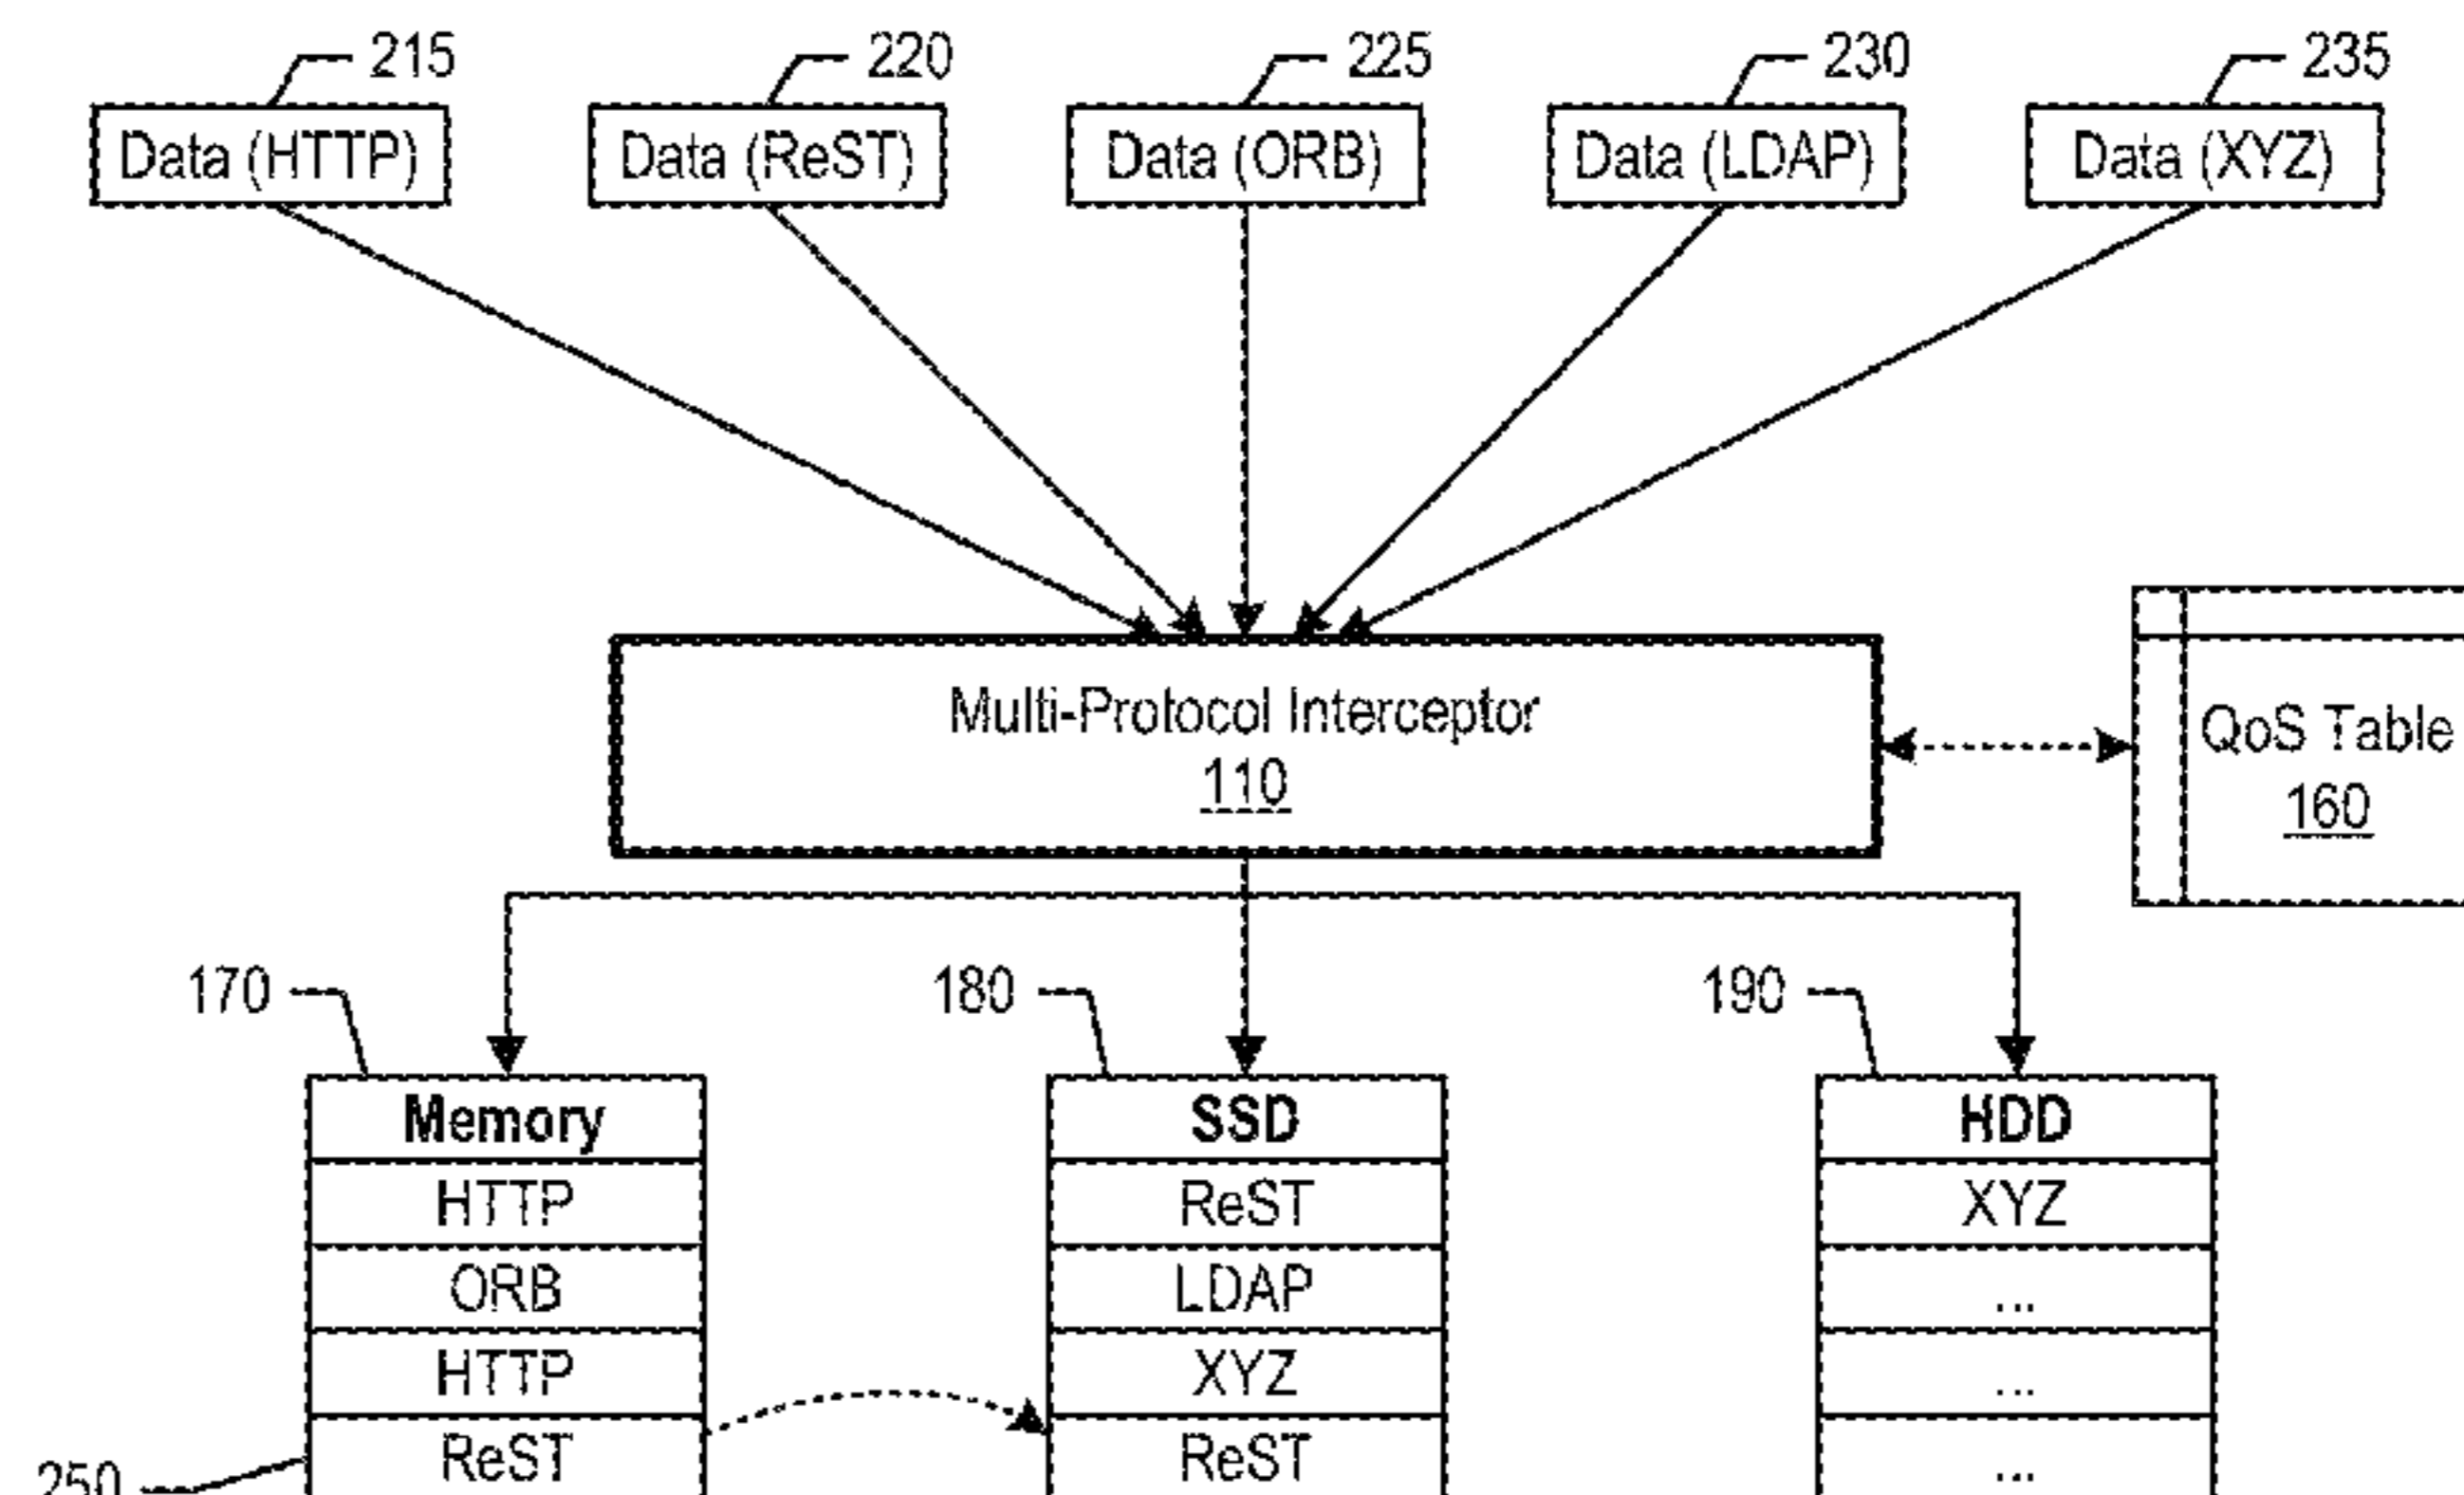 215 220 225 230 235
Data (HTTP) Data (ReST) Data (ORB) Data (LDAP) Data (XYZ)
Multi-Protocol Interceptor
110
QoS Table
160
170 180 190
Memory SSD HDD
HTTP ReST XYZ
ORB LDAP ...
HTTP XYZ ...
ReST ReST ...
250